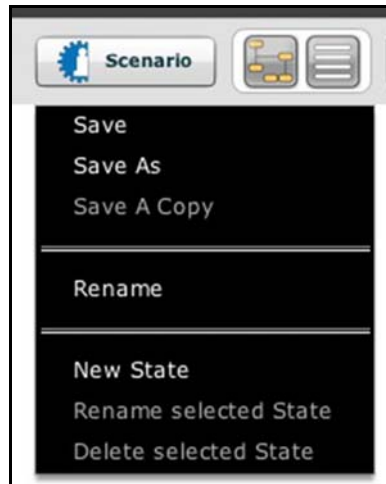 Scenario
Save
Save As
Save A Copy
Rename
New State
Rename selected State
Delete selected State